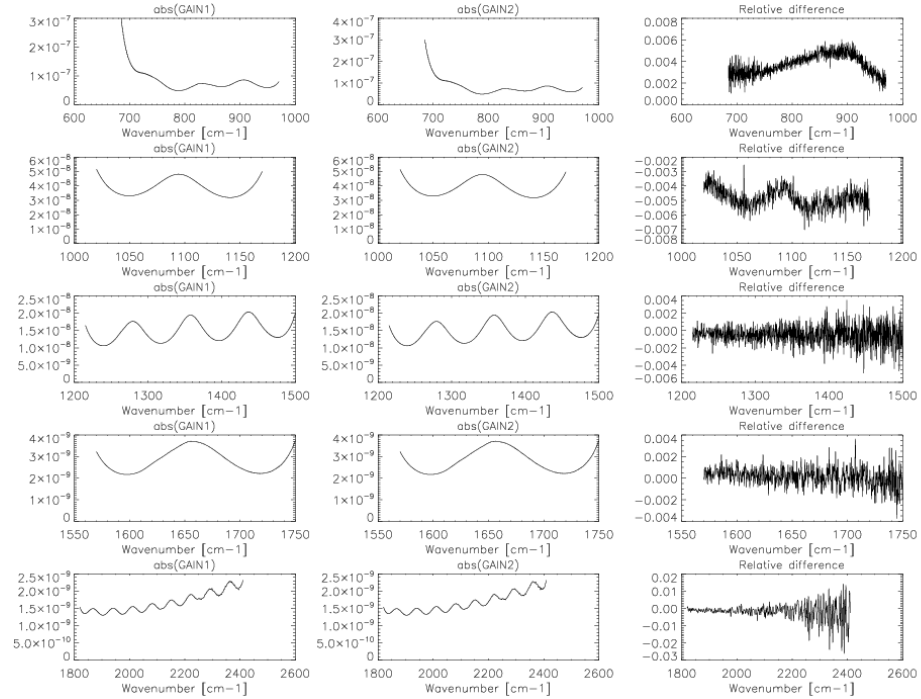 abs(GAIN1) abs(GAIN2) Relative difference
3×10⁻⁷ 4×10⁻⁷ 0.008
2×10⁻⁷ 3×10⁻⁷ 0.006
1×10⁻⁷ 2×10⁻⁷ 0.004
0 1×10⁻⁷ 0.002
0 0.000
600 700 800 900 1000 600 700 800 900 1000 600 700 800 900 1000
Wavenumber [cm-1] Wavenumber [cm-1] Wavenumber [cm-1]
abs(GAIN1) abs(GAIN2) Relative difference
6×10⁻⁸ 6×10⁻⁸ -0.002
5×10⁻⁸ 5×10⁻⁸ -0.003
4×10⁻⁸ 4×10⁻⁸ -0.004
3×10⁻⁸ 3×10⁻⁸ -0.005
2×10⁻⁸ 2×10⁻⁸ -0.006
1×10⁻⁸ 1×10⁻⁸ -0.007
0 0 -0.008
1000 1050 1100 1150 1200 1000 1050 1100 1150 1200 1000 1050 1100 1150 1200
Wavenumber [cm-1] Wavenumber [cm-1] Wavenumber [cm-1]
abs(GAIN1) abs(GAIN2) Relative difference
2.5×10⁻⁸ 2.5×10⁻⁸ 0.004
2.0×10⁻⁸ 2.0×10⁻⁸ 0.002
1.5×10⁻⁸ 1.5×10⁻⁸ 0.000
1.0×10⁻⁸ 1.0×10⁻⁸ -0.002
5.0×10⁻⁹ 5.0×10⁻⁹ -0.004
0 0 -0.006
1200 1300 1400 1500 1200 1300 1400 1500 1200 1300 1400 1500
Wavenumber [cm-1] Wavenumber [cm-1] Wavenumber [cm-1]
abs(GAIN1) abs(GAIN2) Relative difference
4×10⁻⁹ 4×10⁻⁹ 0.004
3×10⁻⁹ 3×10⁻⁹ 0.002
2×10⁻⁹ 2×10⁻⁹ 0.000
1×10⁻⁹ 1×10⁻⁹ -0.002
0 0 -0.004
1550 1600 1650 1700 1750 1550 1600 1650 1700 1750 1550 1600 1650 1700 1750
Wavenumber [cm-1] Wavenumber [cm-1] Wavenumber [cm-1]
abs(GAIN1) abs(GAIN2) Relative difference
2.5×10⁻⁹ 2.5×10⁻⁹ 0.02
2.0×10⁻⁹ 2.0×10⁻⁹ 0.01
1.5×10⁻⁹ 1.5×10⁻⁹ 0.00
1.0×10⁻⁹ 1.0×10⁻⁹ -0.01
5.0×10⁻¹⁰ 5.0×10⁻¹⁰ -0.02
0 0 -0.03
1800 2000 2200 2400 2600 1800 2000 2200 2400 2600 1800 2000 2200 2400 2600
Wavenumber [cm-1] Wavenumber [cm-1] Wavenumber [cm-1]